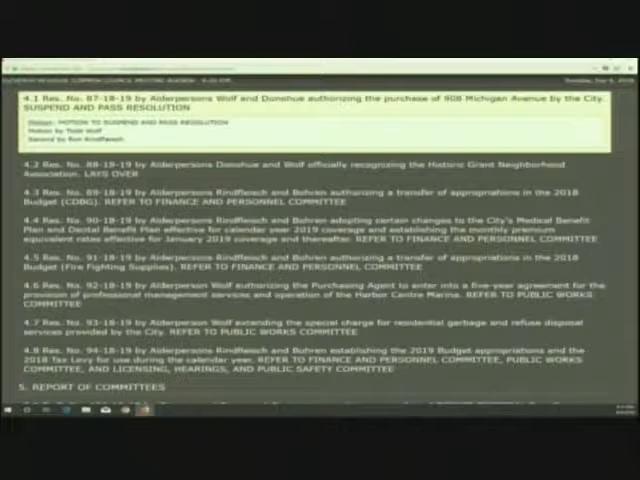 4.1 Res. No. 87-18-19 by Alderpersons Wolf and Donohue authorizing the purchase of 908 Michigan Avenue by the City.
SUSPEND AND PASS RESOLUTION
Motion: MOTION TO SUSPEND AND PASS RESOLUTION
Motion by Todd Wolf
Second by Ron Rindfleisch
4.2 Res. No. 88-18-19 by Alderpersons Donohue and Wolf officially recognizing the Historic Grant Neighborhood
Association. LAYS OVER
4.3 Res. No. 89-18-19 by Alderpersons Rindfleisch and Bohren authorizing a transfer of appropriations in the 2018
Budget (CDBG). REFER TO FINANCE AND PERSONNEL COMMITTEE
4.4 Res. No. 90-18-19 by Alderpersons Rindfleisch and Bohren adopting certain changes to the City's Medical Benefit
Plan and Dental Benefit Plan effective for calendar year 2019 coverage and establishing the monthly premium
equivalent rates effective for January 2019 coverage and thereafter. REFER TO FINANCE AND PERSONNEL COMMITTEE
4.5 Res. No. 91-18-19 by Alderpersons Rindfleisch and Bohren authorizing a transfer of appropriations in the 2018
Budget (Fire Fighting Supplies). REFER TO FINANCE AND PERSONNEL COMMITTEE
4.6 Res. No. 92-18-19 by Alderperson Wolf authorizing the Purchasing Agent to enter into a five-year agreement for the
provision of professional management services and operation of the Harbor Centre Marina. REFER TO PUBLIC WORKS
COMMITTEE
4.7 Res. No. 93-18-19 by Alderperson Wolf extending the special charge for residential garbage and refuse disposal
services provided by the City. REFER TO PUBLIC WORKS COMMITTEE
4.8 Res. No. 94-18-19 by Alderpersons Rindfleisch and Bohren establishing the 2019 Budget appropriations and the
2018 Tax Levy for use during the calendar year. REFER TO FINANCE AND PERSONNEL COMMITTEE, PUBLIC WORKS
COMMITTEE, AND LICENSING, HEARINGS, AND PUBLIC SAFETY COMMITTEE
5. REPORT OF COMMITTEES